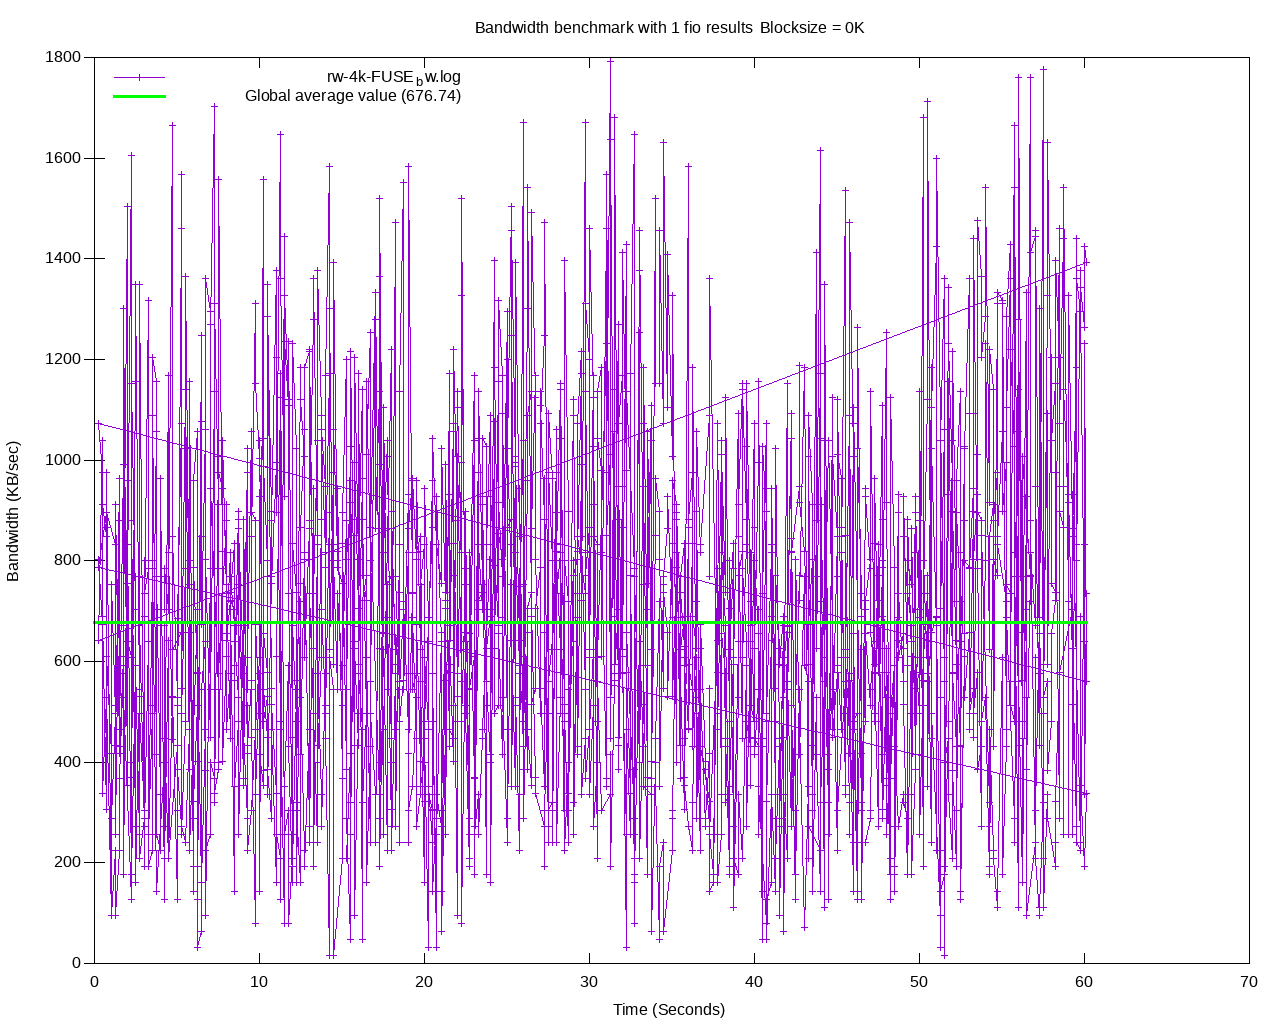 Bandwidth benchmark with 1 fio results Blocksize = 0K
rw-4k-FUSEbw.log
Global average value (676.74)
Bandwidth (KB/sec)
1800
1600
1400
1200
1000
800
600
400
200
0
0 10 20 30 40 50 60 70
Time (Seconds)